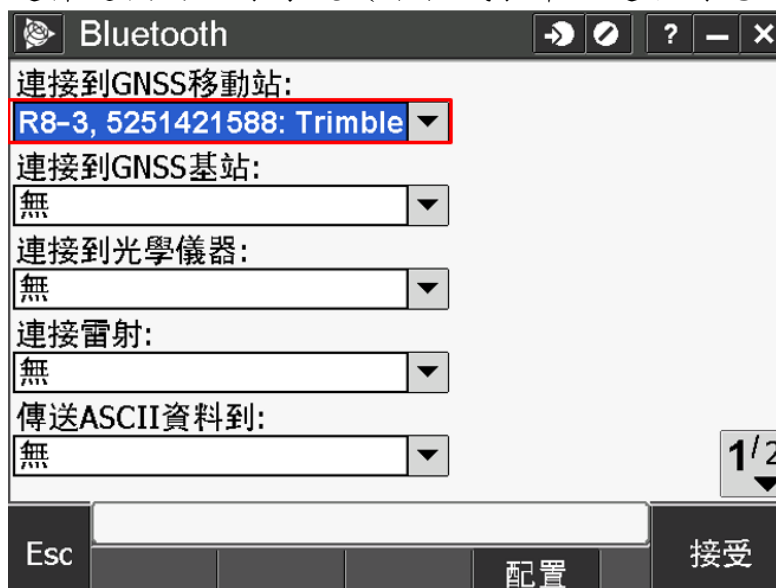 Bluetooth
? — ×
連接到GNSS移動站:
R8-3, 5251421588: Trimble
連接到GNSS基站:
無
連接到光學儀器:
無
連接雷射:
無
傳送ASCII資料到:
無
1/2
Esc
配置
接受